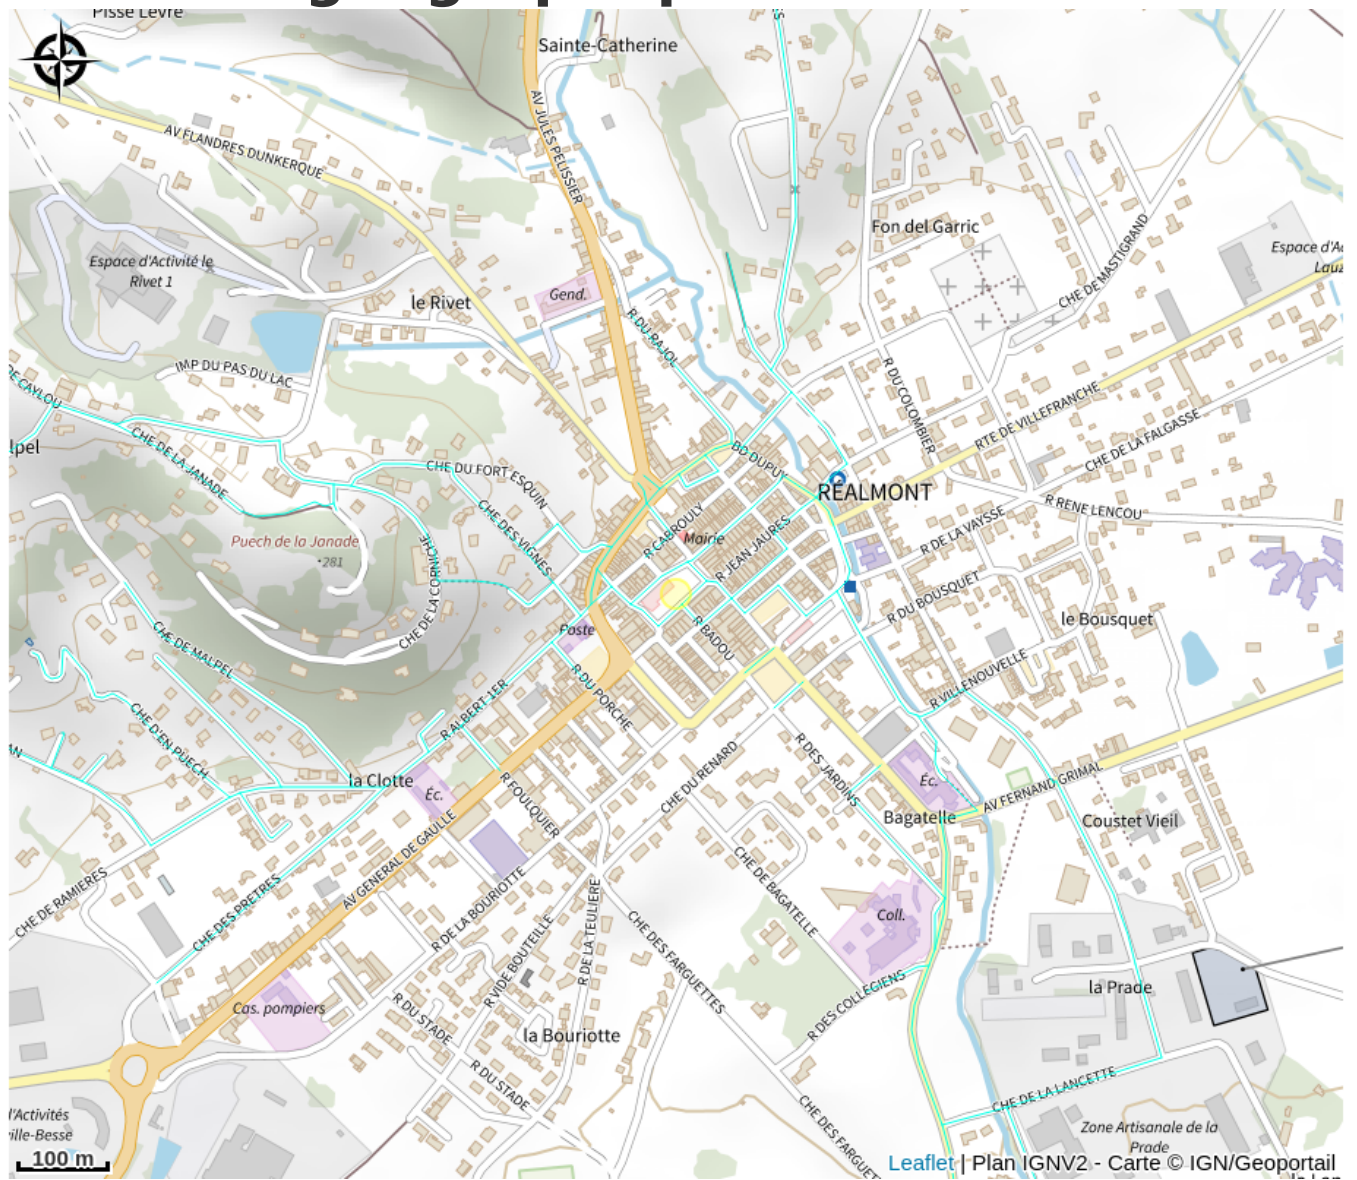 Pisse Lèvre
Sainte-Catherine
AV JULES PELISSIER
AV FLANDRES DUNKERQUE
Fon del Garric
CHE DE MASTIGRAND
Espace d'Activité le
Rivet 1
le Rivet
Gend.
R DU RAJOL
IMP DU PAS DU LAC
R DU COLOMBIER
RTE DE VILLEFRANCHE
CHE DE LA FALGASSE
DE CAYLOU
CHE DE LA JANADE
CHE DU FORT ESQUIN
CHE DES VIGNES
BD DUPUY
RÉALMONT
R RENE LENCOU
R DE LA VAYSSE
R CABROULY
Mairie
R JEAN JAURES
Puech de la Janade
281
CHE DE LA CORNICHE
R DU BOUSQUET
le Bousquet
Poste
R BADOU
CHE DE MALPEL
R DU PORCHE
R VILLENOUVELLE
R ALBERT 1ER
CHE D'EN PUECH
la Clotte
Éc.
R FOULQUIER
CHE DU RENARD
R DES JARDINS
Éc.
AV FERNAND GRIMAL
Bagatelle
Coustet Vieil
AV GENERAL DE GAULLE
CHE DE BAGATELLE
CHE DE RAMIERES
CHE DES PRETRES
R DE LA BOURIOTTE
R VIDE BOUTEILLE
R DE LA TEULIERE
CHE DES FARGUETTES
Coll.
R DES COLLEGIENS
la Prade
Cas. pompiers
R DU STADE
la Bouriotte
R DU STADE
CHE DE LA LANCETTE
CHE DES FARGUET
d'Activités
ille-Besse
Zone Artisanale de la
Prade
100 m
Leaflet | Plan IGNV2 - Carte © IGN/Geoportail